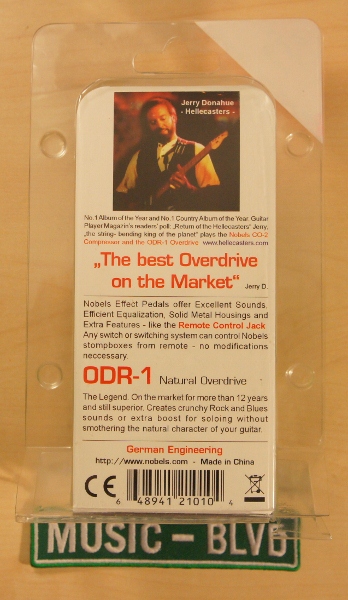 Jerry Donahue
- Hellecasters -
No.1 Album of the Year and No.1 Country Album of the Year, Guitar
Player Magazin's readers' poll: „Return of the Hellecasters" Jerry,
„the string- bending king of the planet" plays the Nobels CO-2
Compressor and the ODR-1 Overdrive www.hellecasters.com
„The best Overdrive
on the Market" Jerry D.
Nobels Effect Pedals offer Excellent Sounds,
Efficient Equalization, Solid Metal Housings and
Extra Features - like the Remote Control Jack.
Any switch or switching system can control Nobels
stompboxes from remote - no modifications
neccessary.
ODR-1 Natural Overdrive
The Legend. On the market for more than 12 years
and still superior. Creates crunchy Rock and Blues
sounds or extra boost for soloing without
smothering the natural character of your guitar.
German Engineering
http://www.nobels.com - Made in China
CE
6 48941 21010 4
MUSIC - BLVD